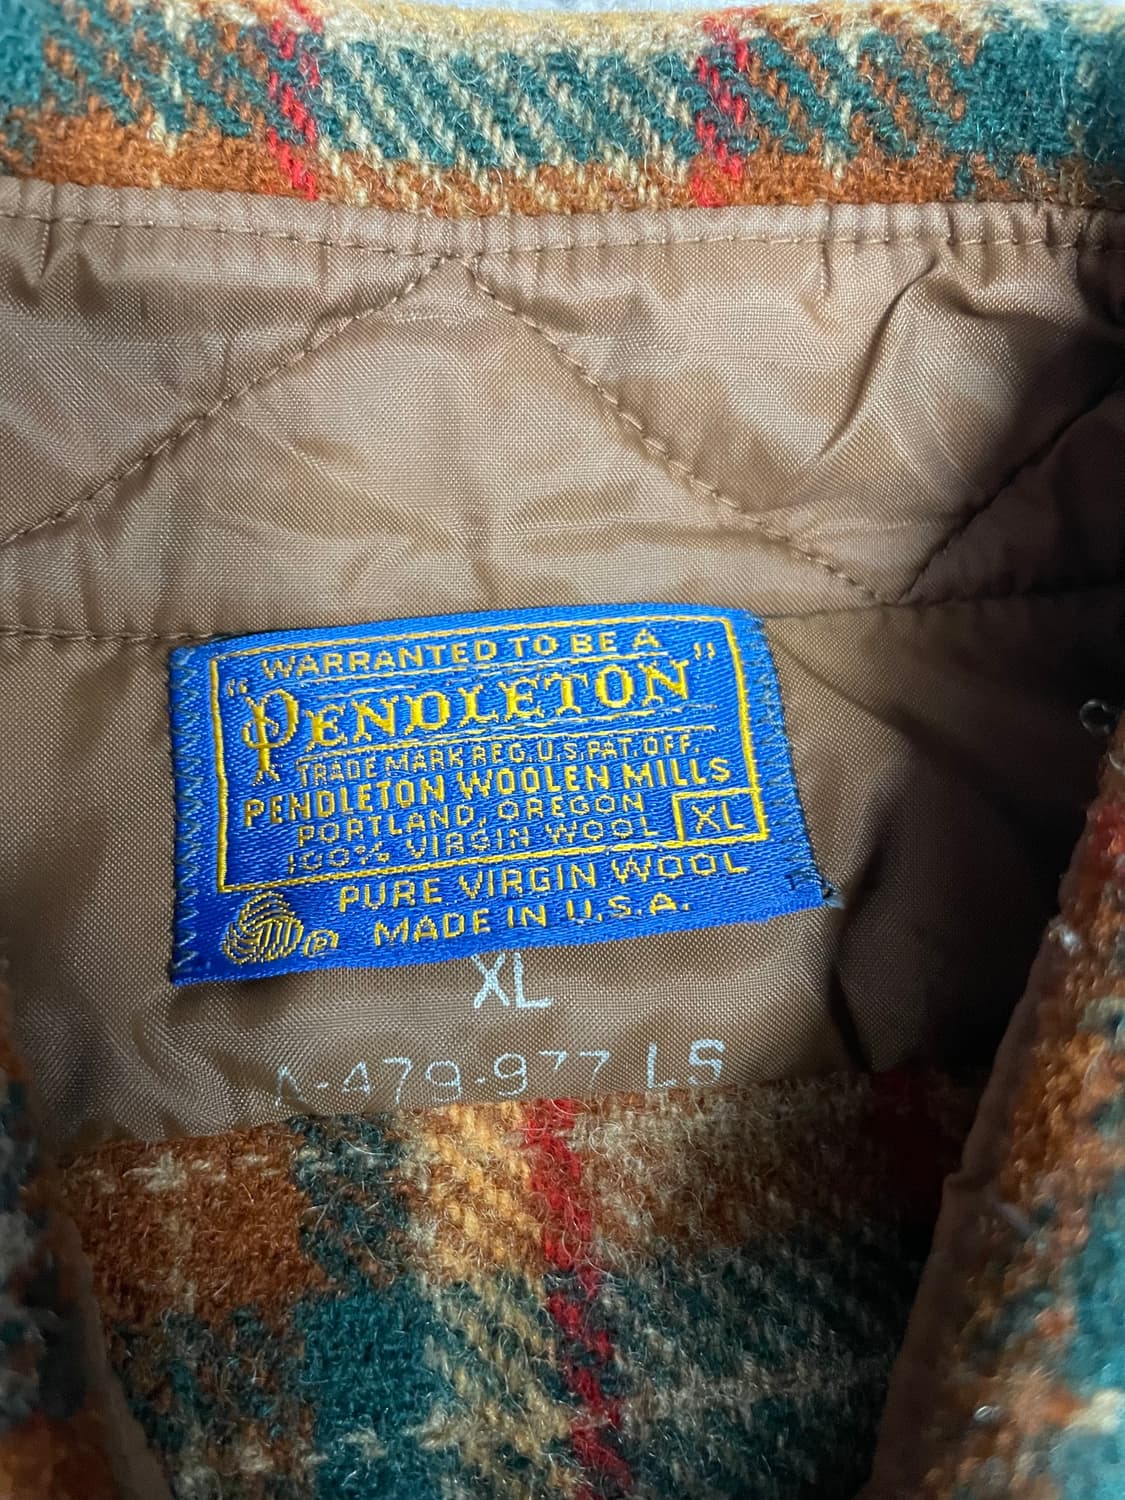 WARRANTED TO BE A
"PENDLETON"
TRADE MARK REG. U.S. PAT. OFF.
PENDLETON WOOLEN MILLS
PORTLAND, OREGON
100% VIRGIN WOOL XL
PURE VIRGIN WOOL
R MADE IN U.S.A.
XL
A-479-977 LS